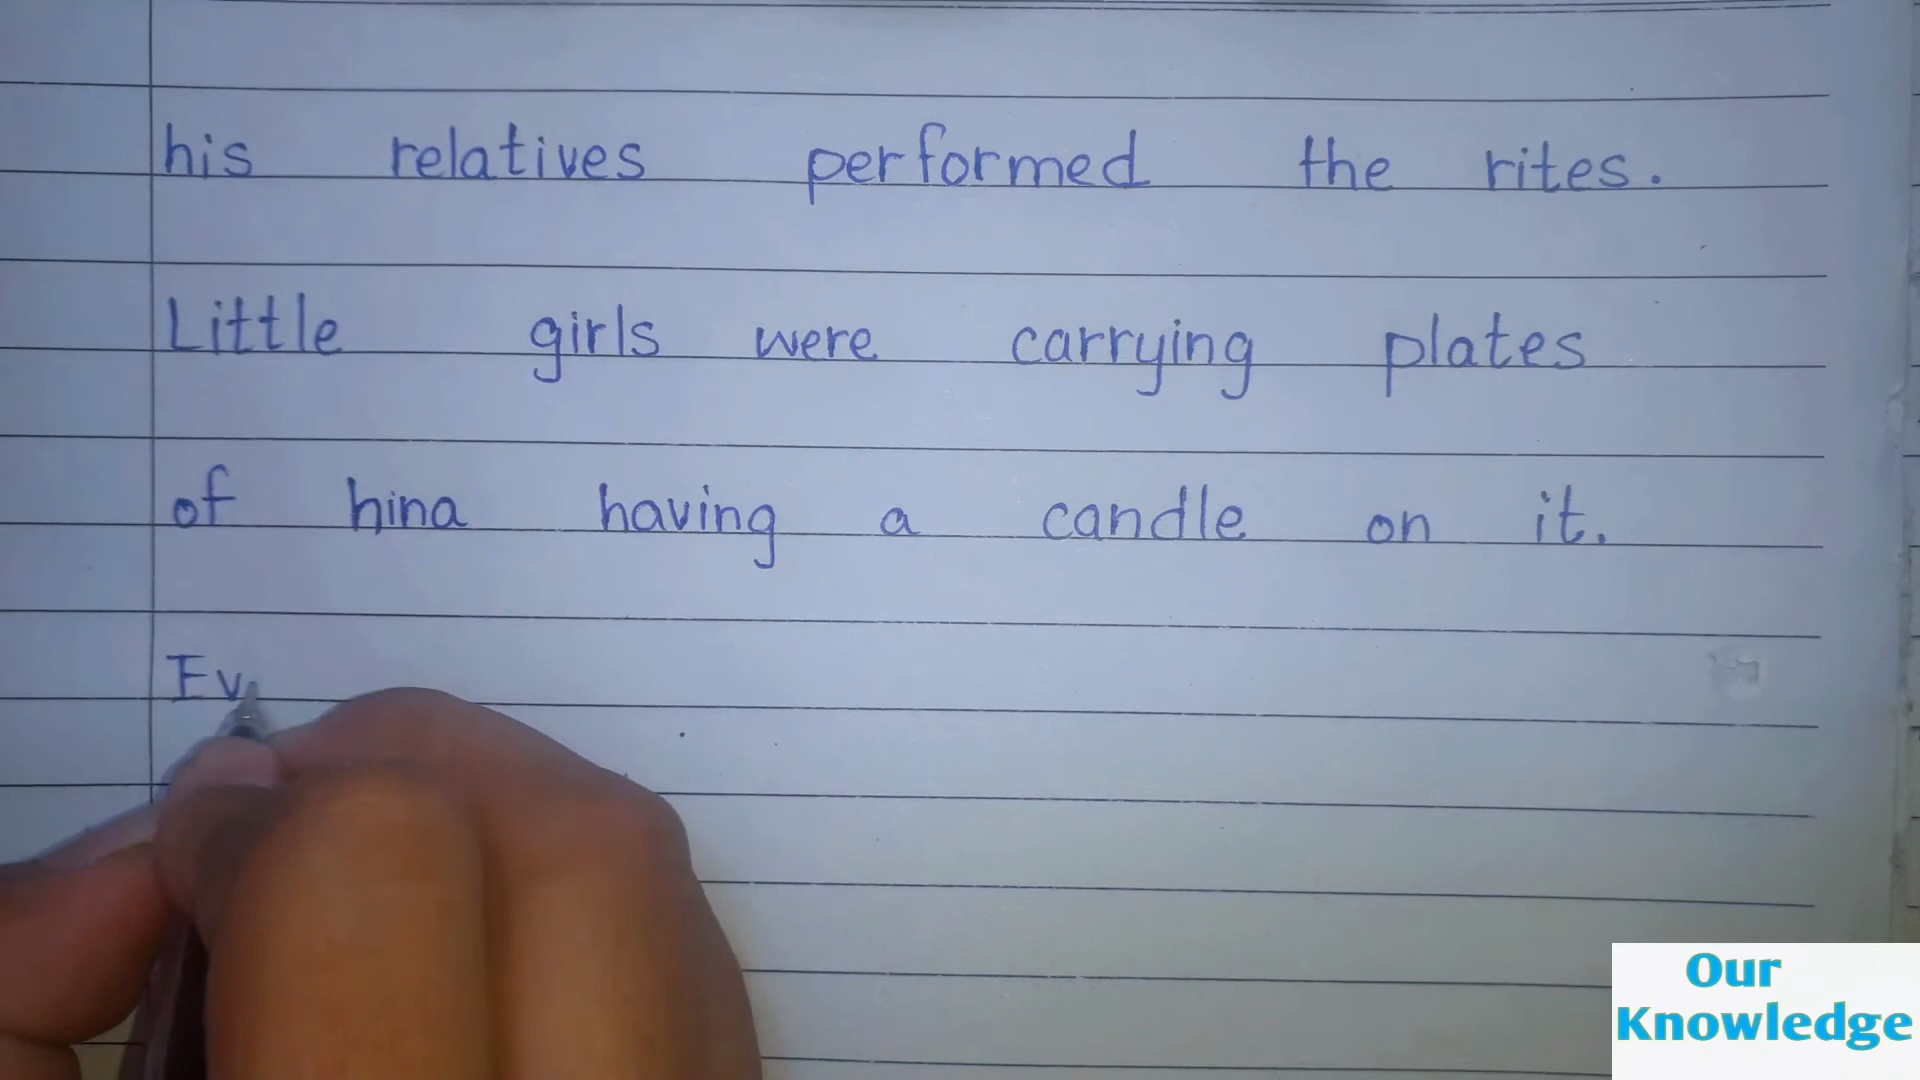 his relatives performed the rites.
Little girls were carrying plates
of hina having a candle on it.
Ev
Our
Knowledge